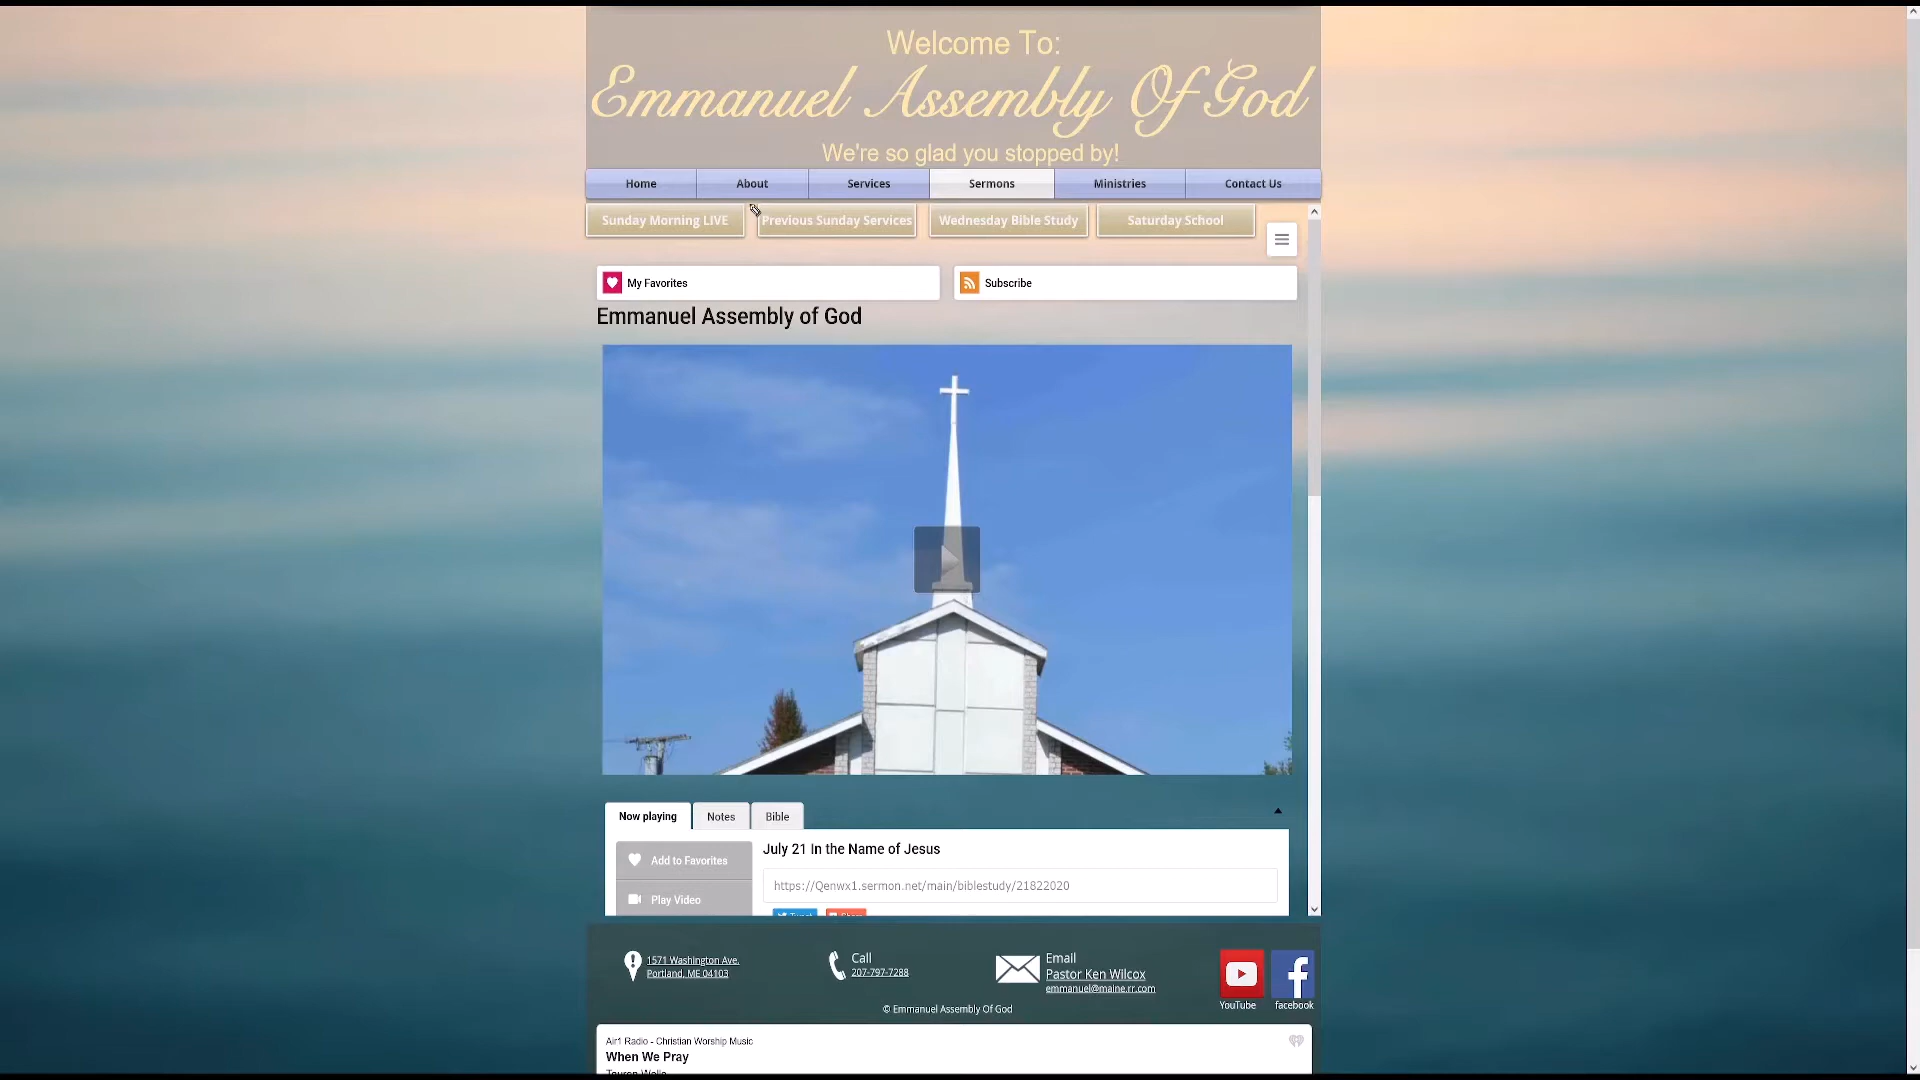 Welcome To:
Emmanuel Assembly Of God
We're so glad you stopped by!
Home About Services Sermons Ministries Contact Us
Sunday Morning LIVE Previous Sunday Services Wednesday Bible Study Saturday School
My Favorites Subscribe
Emmanuel Assembly of God
Now playing Notes Bible
July 21 In the Name of Jesus
Add to Favorites
https://Qenwx1.sermon.net/main/biblestudy/21822020
Play Video
1571 Washington Ave.
Portland, ME 04103
Call
207-797-7288
Email
Pastor Ken Wilcox
emmanuel@maine.rr.com
YouTube facebook
© Emmanuel Assembly Of God
Air1 Radio - Christian Worship Music
When We Pray